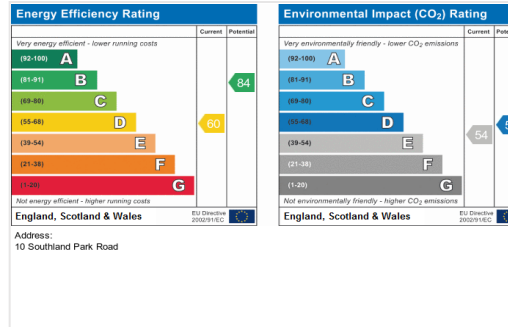 Energy Efficiency Rating
Current Potential
Very energy efficient - lower running costs
(92-100) A
(81-91) B
84
(69-80) C
(55-68) D
60
(39-54) E
(21-38) F
(1-20) G
Not energy efficient - higher running costs
England, Scotland & Wales
EU Directive
2002/91/EC
Environmental Impact (CO₂) Rating
Current
Very environmentally friendly - lower CO₂ emissions
(92-100) A
(81-91) B
(69-80) C
(55-68) D
(39-54) E
54
(21-38) F
(1-20) G
Not environmentally friendly - higher CO₂ emissions
England, Scotland & Wales
EU Directive
2002/91/EC
Address:
10 Southland Park Road